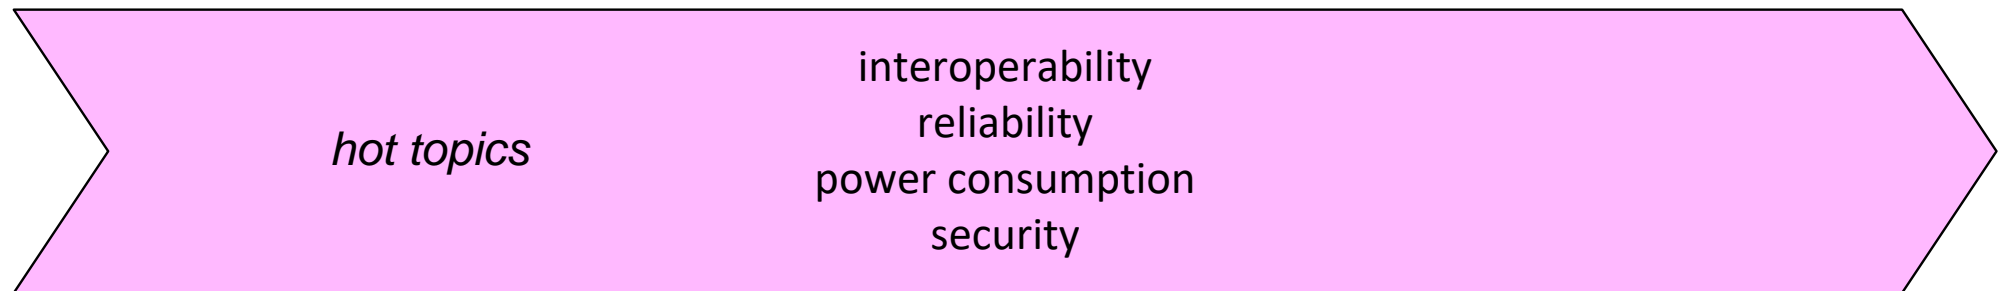 hot topics
interoperability
reliability
power consumption
security